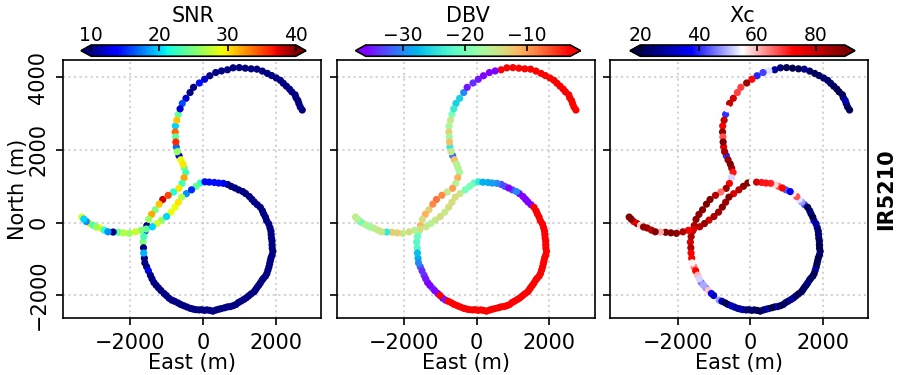 SNR DBV Xc
10 20 30 40 −30 −20 −10 20 40 60 80
4000
2000
0
−2000
North (m)
IR5210
−2000 0 2000 −2000 0 2000 −2000 0 2000
East (m) East (m) East (m)